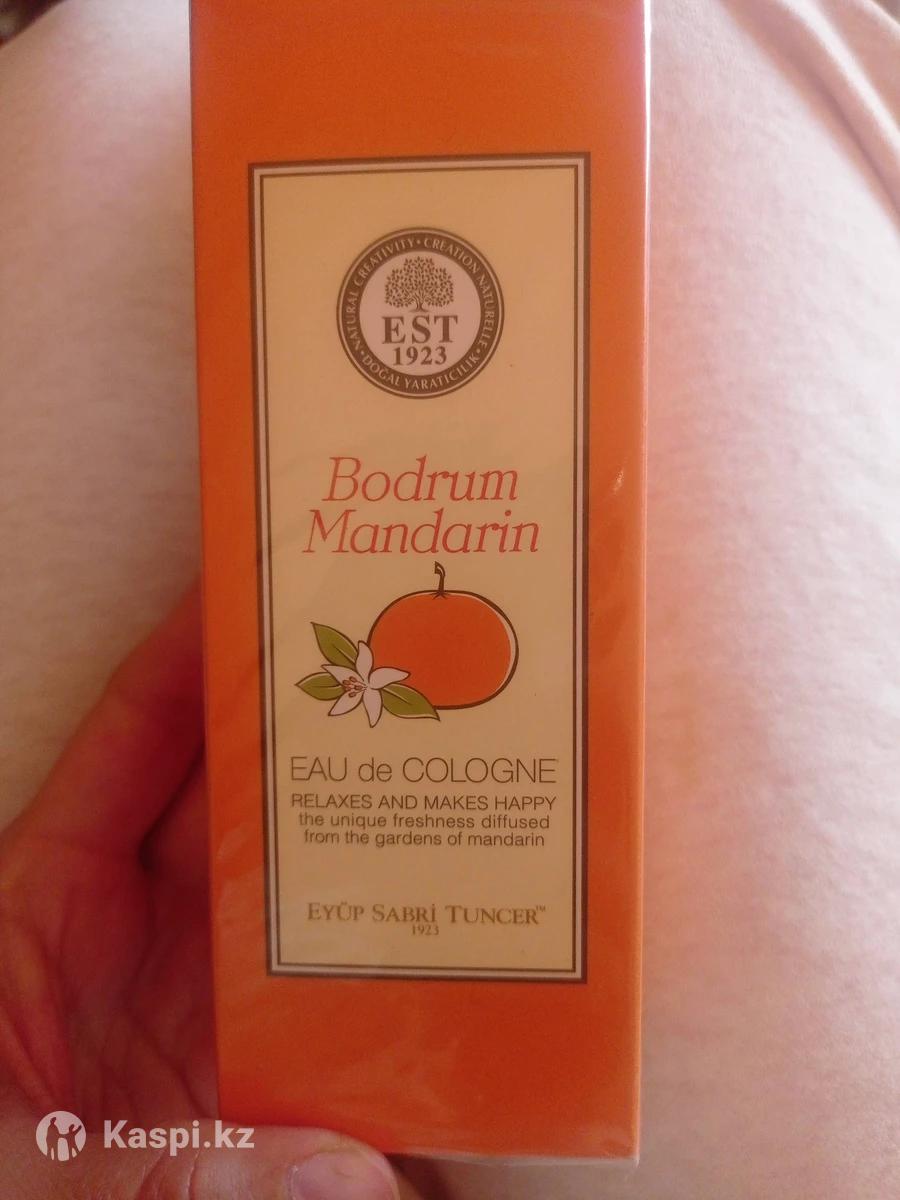 NATURAL CREATIVITY • CREATION NATURELLE • DOĞAL YARATICILIK •
EST
1923
Bodrum
Mandarin
EAU de COLOGNE
RELAXES AND MAKES HAPPY
the unique freshness diffused
from the gardens of mandarin
EYÜP SABRİ TUNCER™
1923
Kaspi.kz